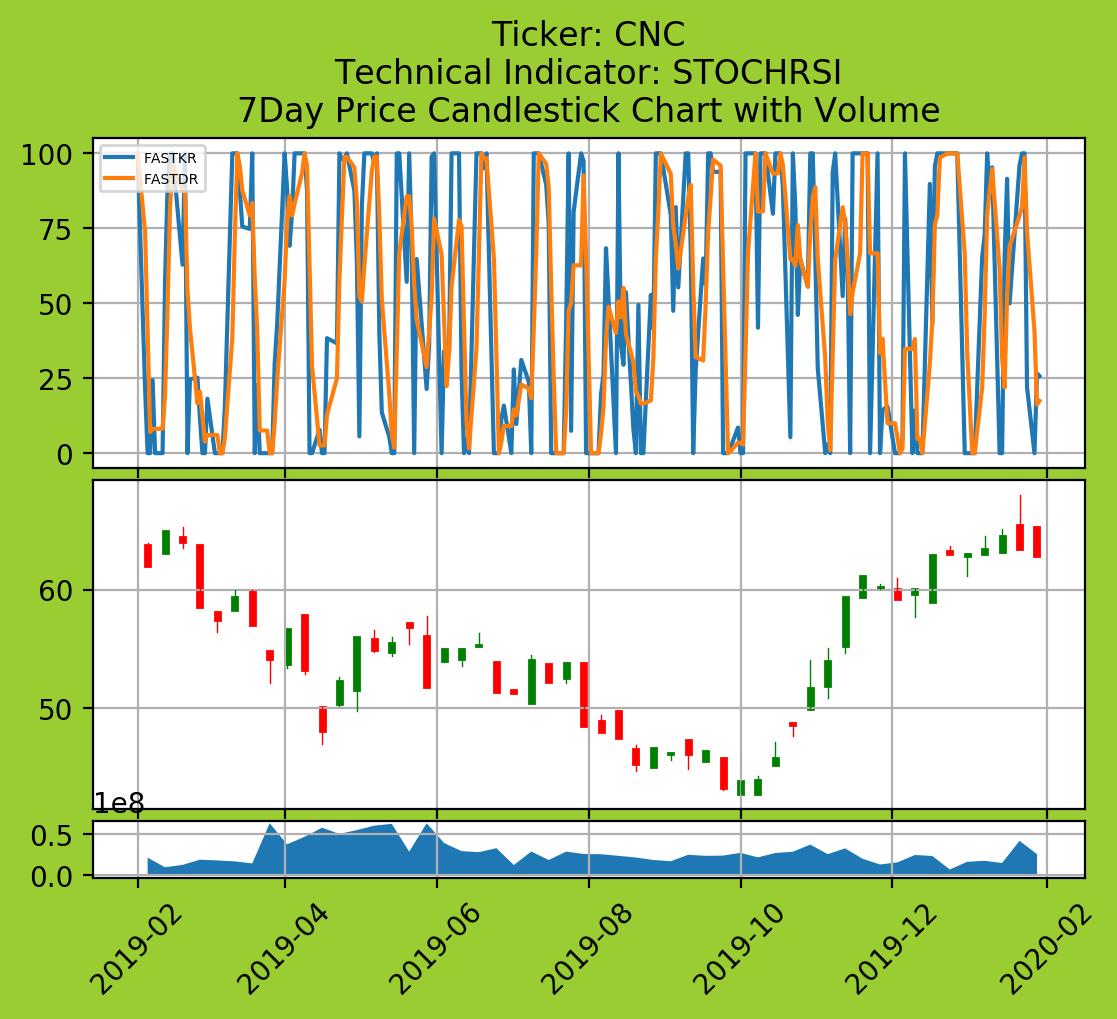 Ticker: CNC
Technical Indicator: STOCHRSI
7Day Price Candlestick Chart with Volume
100
75
50
25
0
FASTKR
FASTDR
60
50
1e8
0.5
0.0
2019-02
2019-04
2019-06
2019-08
2019-10
2019-12
2020-02